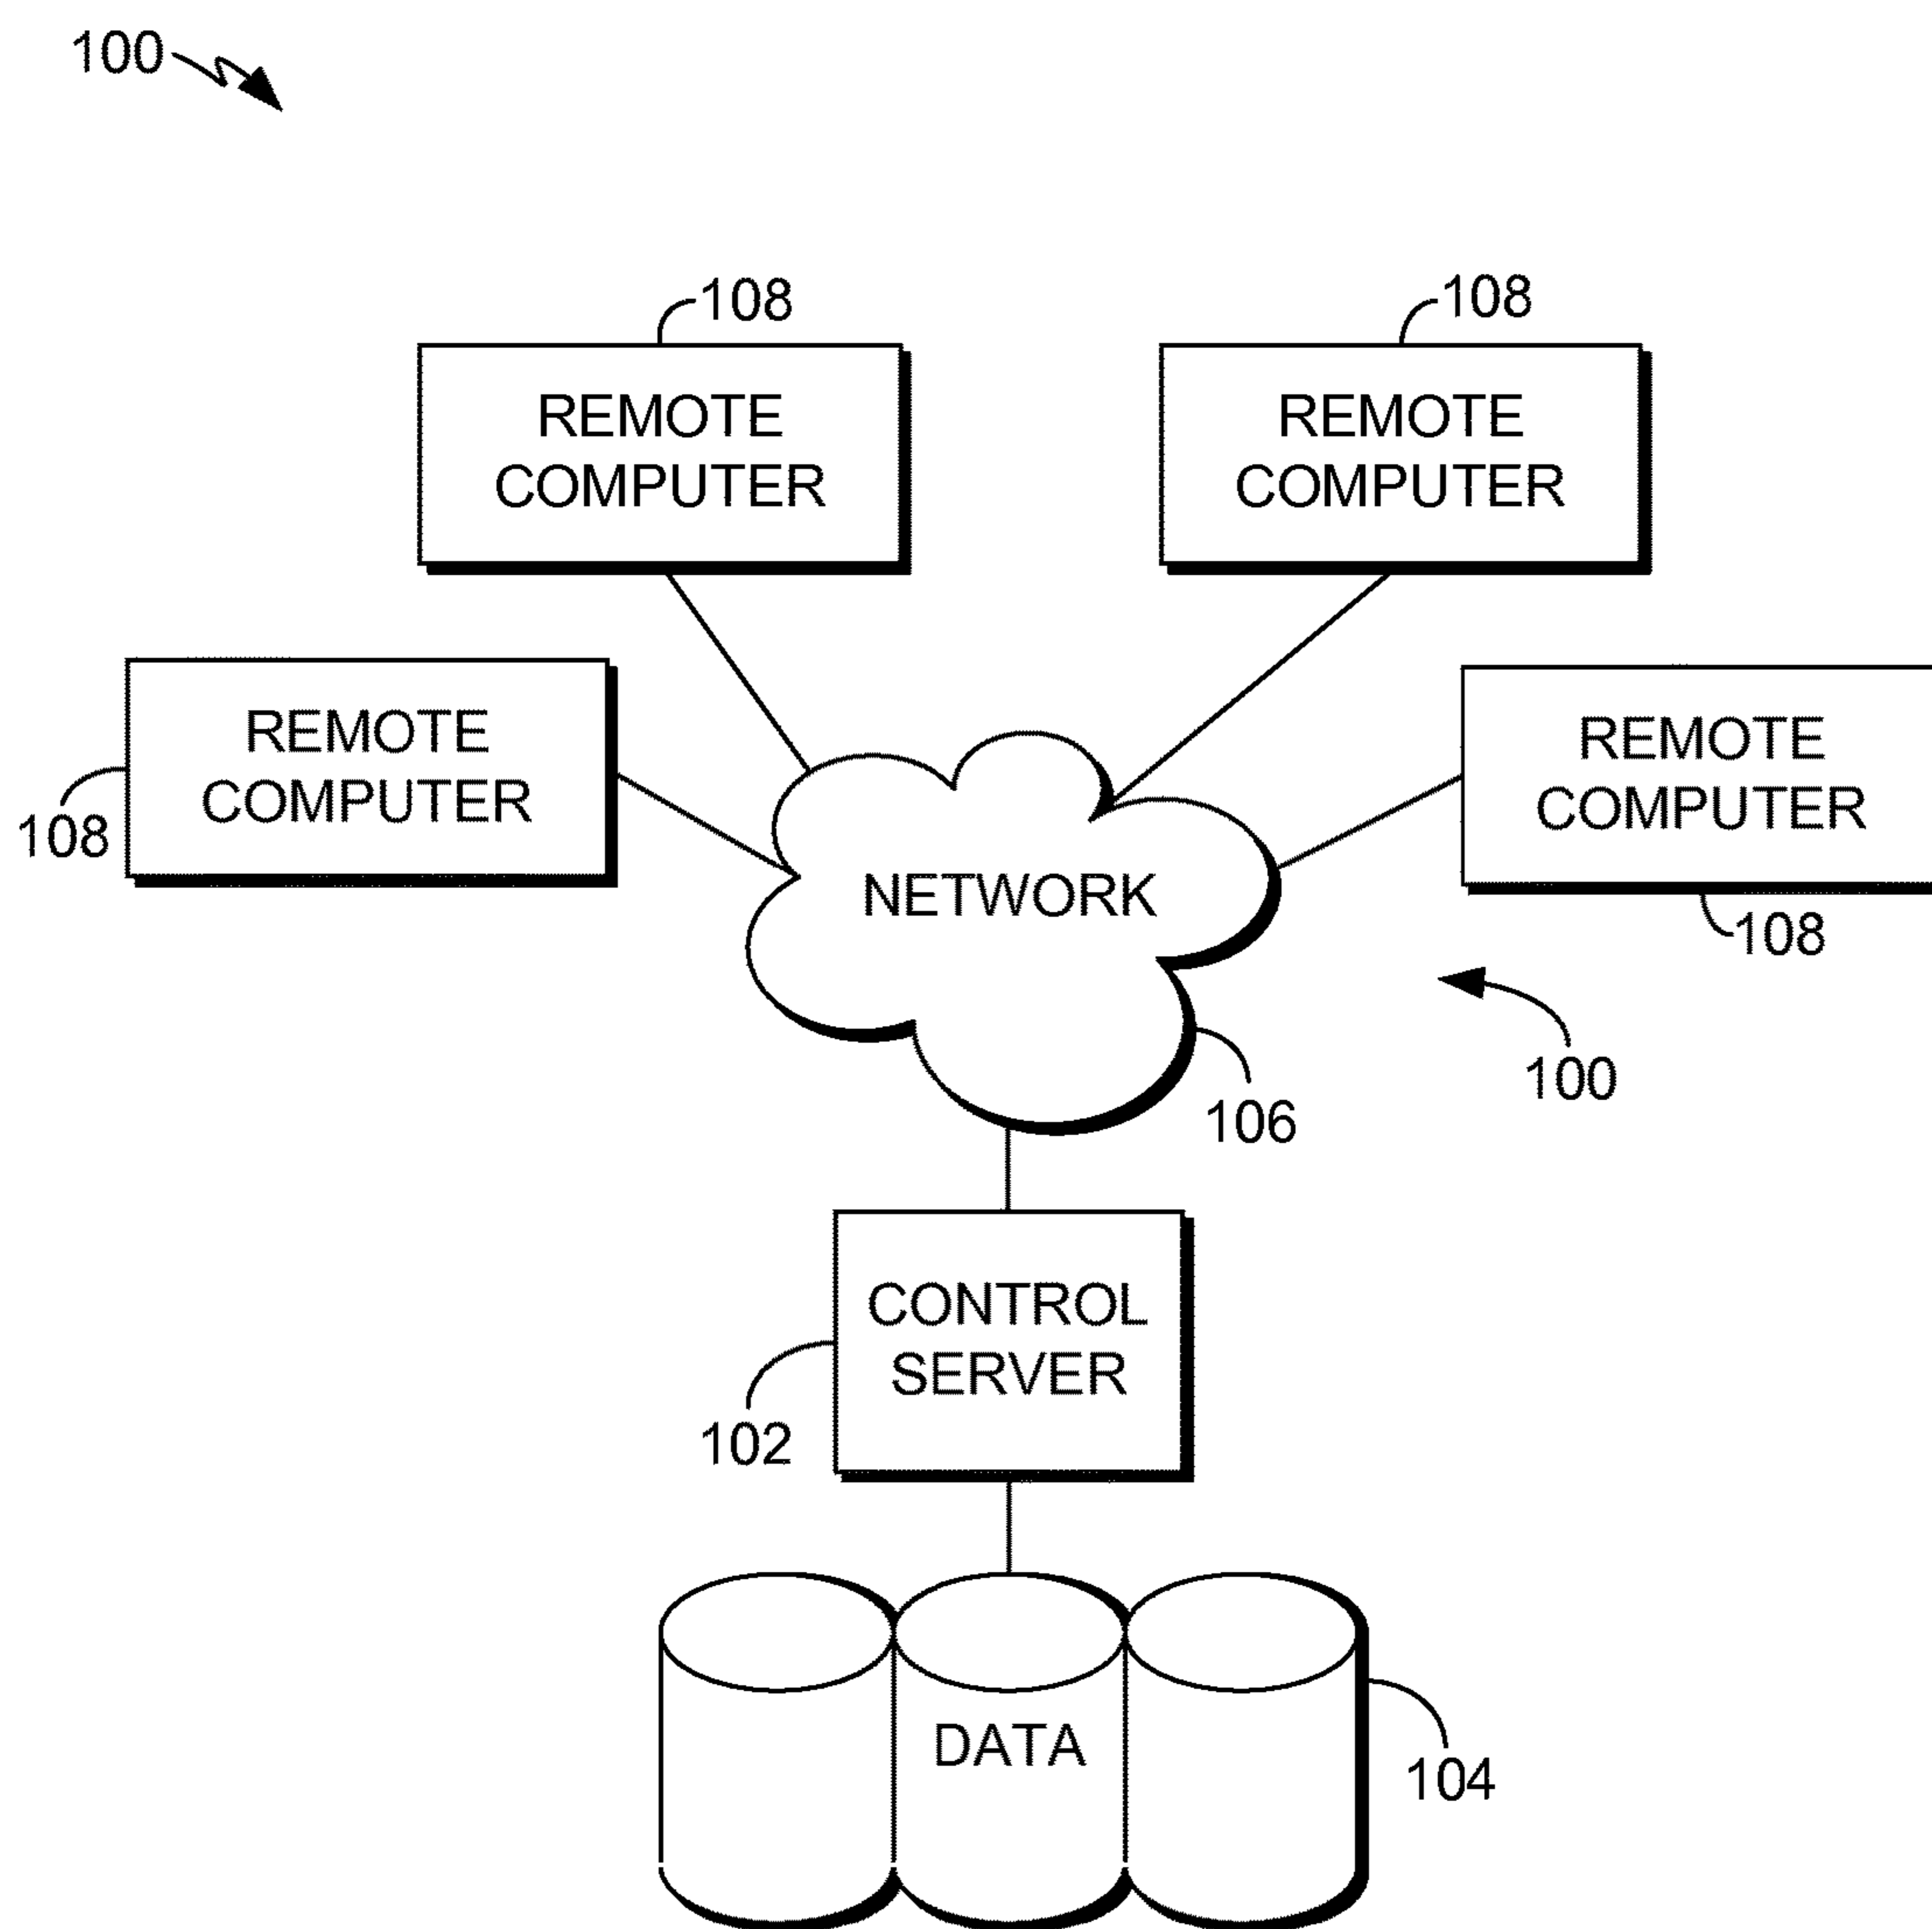 100
108
108
REMOTE
COMPUTER
REMOTE
COMPUTER
REMOTE
COMPUTER
108
REMOTE
COMPUTER
108
NETWORK
100
106
CONTROL
SERVER
102
DATA
104